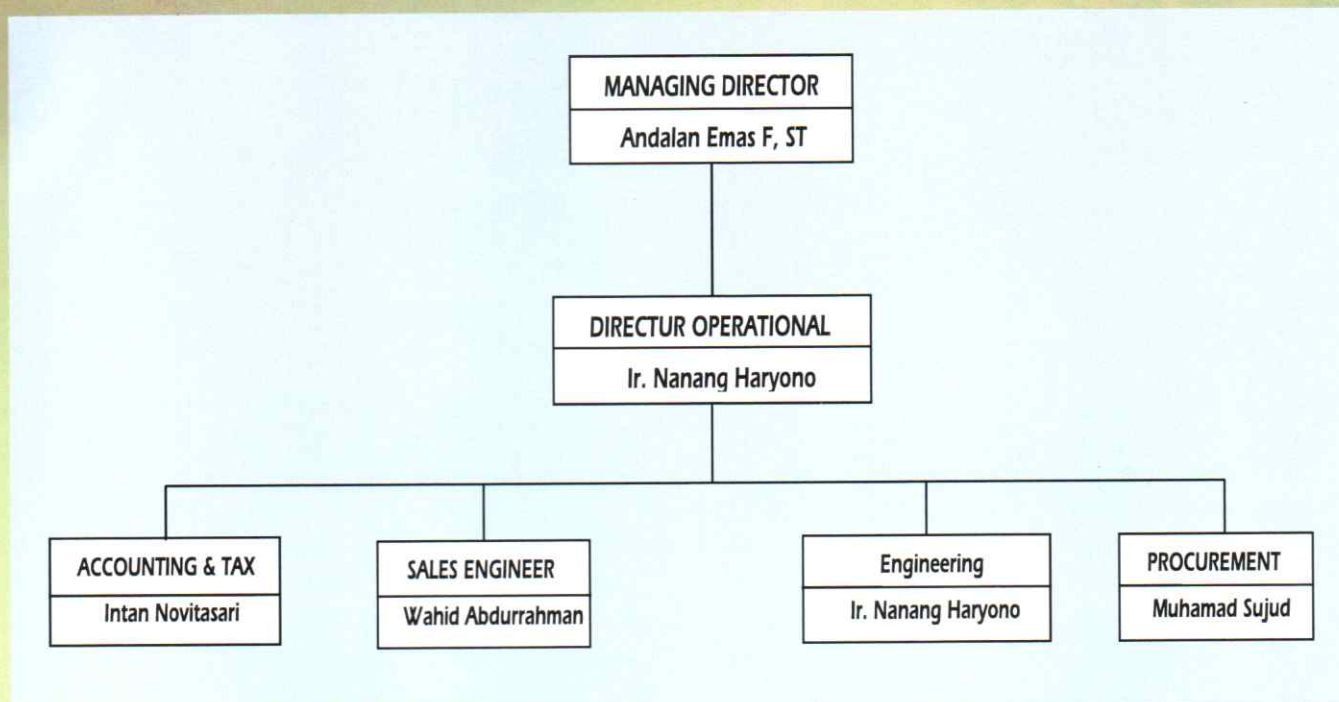 MANAGING DIRECTOR
Andalan Emas F, ST
DIRECTUR OPERATIONAL
Ir. Nanang Haryono
ACCOUNTING & TAX
Intan Novitasari
SALES ENGINEER
Wahid Abdurrahman
Engineering
Ir. Nanang Haryono
PROCUREMENT
Muhamad Sujud